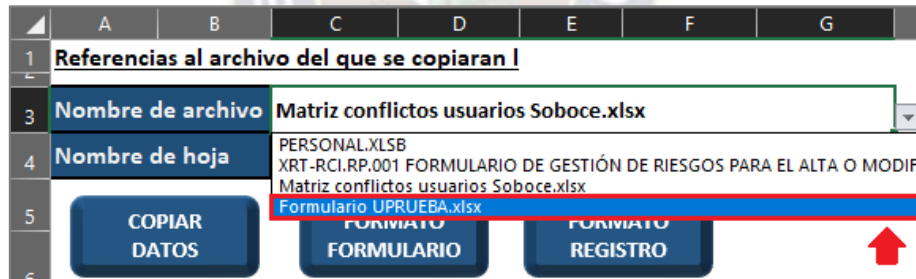 A B C D E F G
1 Referencias al archivo del que se copiaran l
2
3 Nombre de archivo Matriz conflictos usuarios Soboce.xlsx
4 Nombre de hoja
PERSONAL.XLSB
XRT-RCI.RP.001 FORMULARIO DE GESTIÓN DE RIESGOS PARA EL ALTA O MODIF
Matriz conflictos usuarios Soboce.xlsx
Formulario UPRUEBA.xlsx
5
COPIAR DATOS
FORMATO FORMULARIO
FORMATO REGISTRO
6